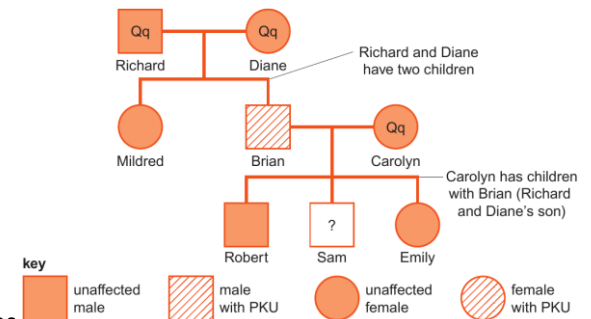 Qq
Qq
Richard
Diane
Richard and Diane
have two children
Qq
Mildred
Brian
Carolyn
Carolyn has children
with Brian (Richard
and Diane's son)
?
Robert
Sam
Emily
key
unaffected
male
male
with PKU
unaffected
female
female
with PKU